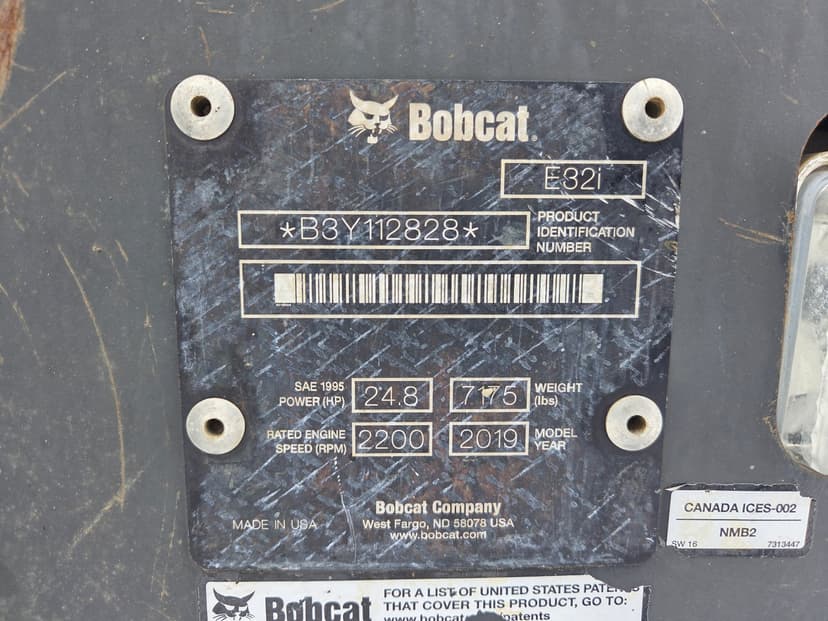 Bobcat®
E32i
*B3Y112828*
PRODUCT
IDENTIFICATION
NUMBER
SAE 1995
POWER (HP)
24.8
7175
WEIGHT
(lbs)
RATED ENGINE
SPEED (RPM)
2200
2019
MODEL
YEAR
Bobcat Company
MADE IN USA
West Fargo, ND 58078 USA
www.bobcat.com
CANADA ICES-002
NMB2
SW 16 7313447
Bobcat
FOR A LIST OF UNITED STATES
THAT COVER THIS PRODUCT, GO TO: